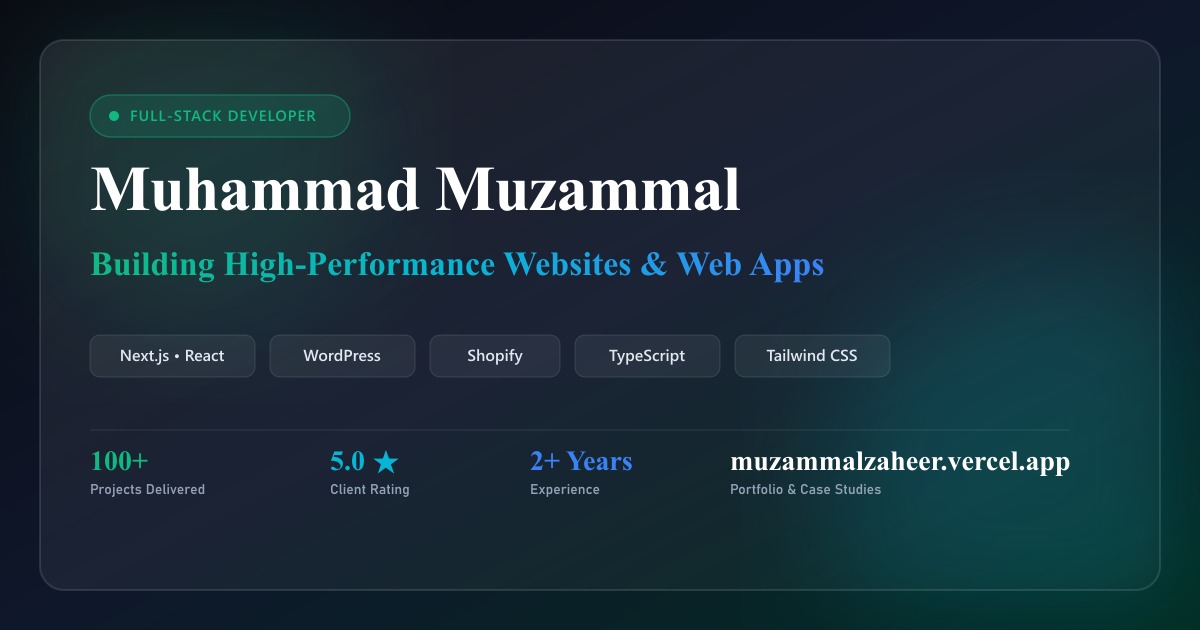 FULL-STACK DEVELOPER
Muhammad Muzammal
Building High-Performance Websites & Web Apps
Next.js • React WordPress Shopify TypeScript Tailwind CSS
100+ 5.0 ★ 2+ Years muzammalzaheer.vercel.app
Projects Delivered Client Rating Experience Portfolio & Case Studies